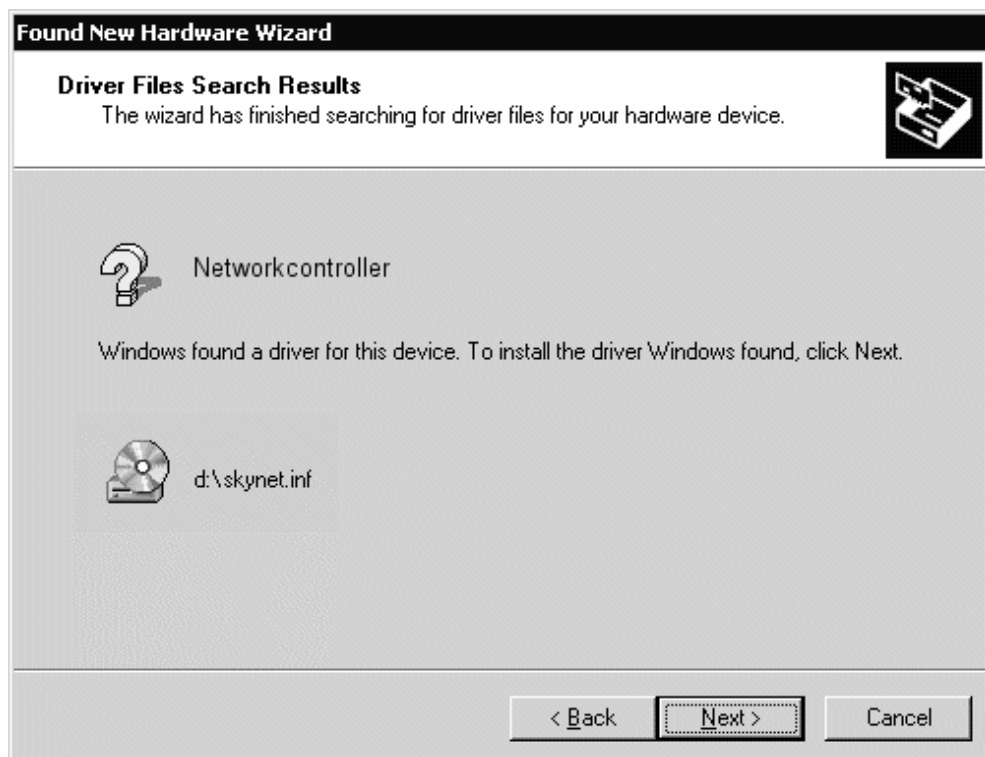 Found New Hardware Wizard
Driver Files Search Results
The wizard has finished searching for driver files for your hardware device.
Networkcontroller
Windows found a driver for this device. To install the driver Windows found, click Next.
d:\skynet.inf
< Back Next > Cancel